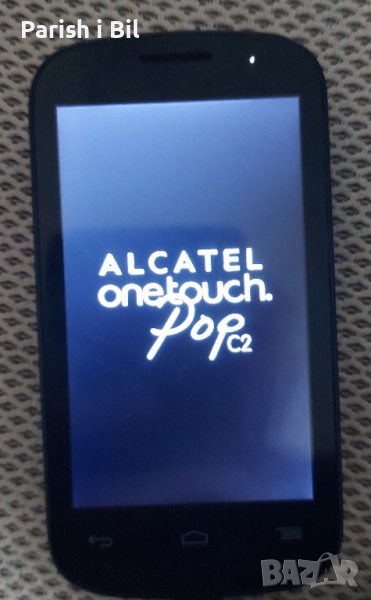 Parish i Bil
ALCATEL
onetouch.
Pop C2
BAZAR